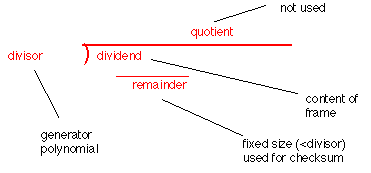 not used
quotient
divisor
dividend
remainder
content of
frame
generator
polynomial
fixed size (<divisor)
used for checksum